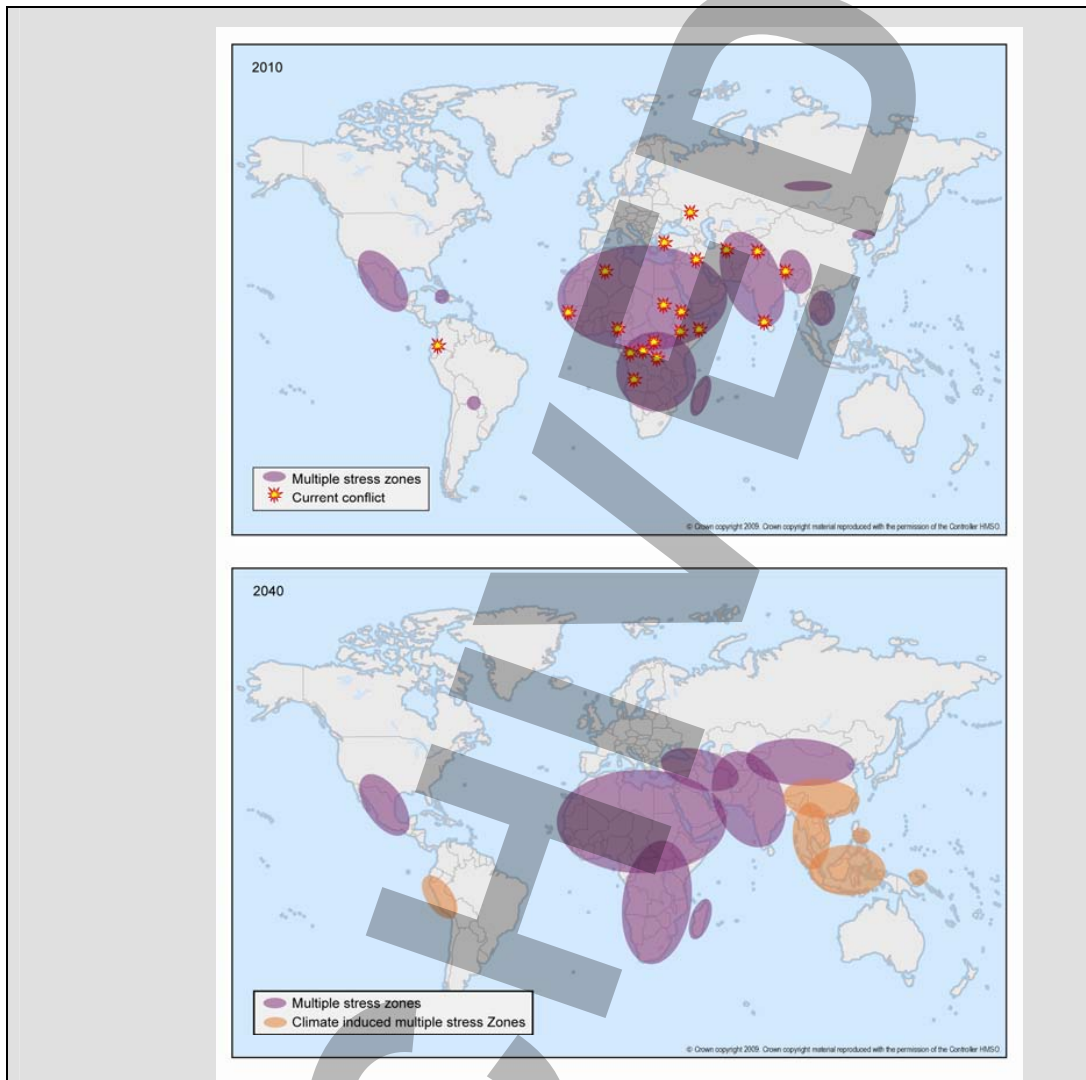 2010
Multiple stress zones
Current conflict
© Crown copyright 2009. Crown copyright material reproduced with the permission of the Controller HMSO.
2040
Multiple stress zones
Climate induced multiple stress Zones
© Crown copyright 2009. Crown copyright material reproduced with the permission of the Controller HMSO.